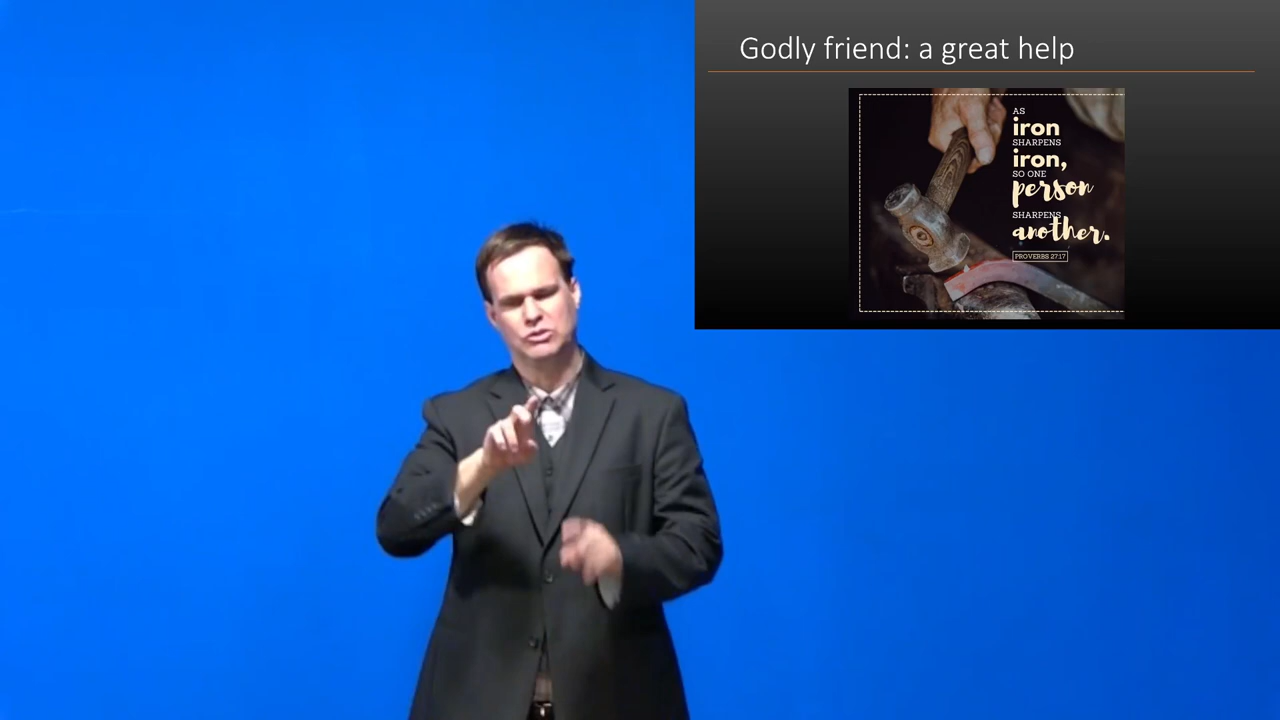 Godly friend: a great help
AS
iron
SHARPENS
iron,
SO ONE
person
SHARPENS
another.
PROVERBS 27:17